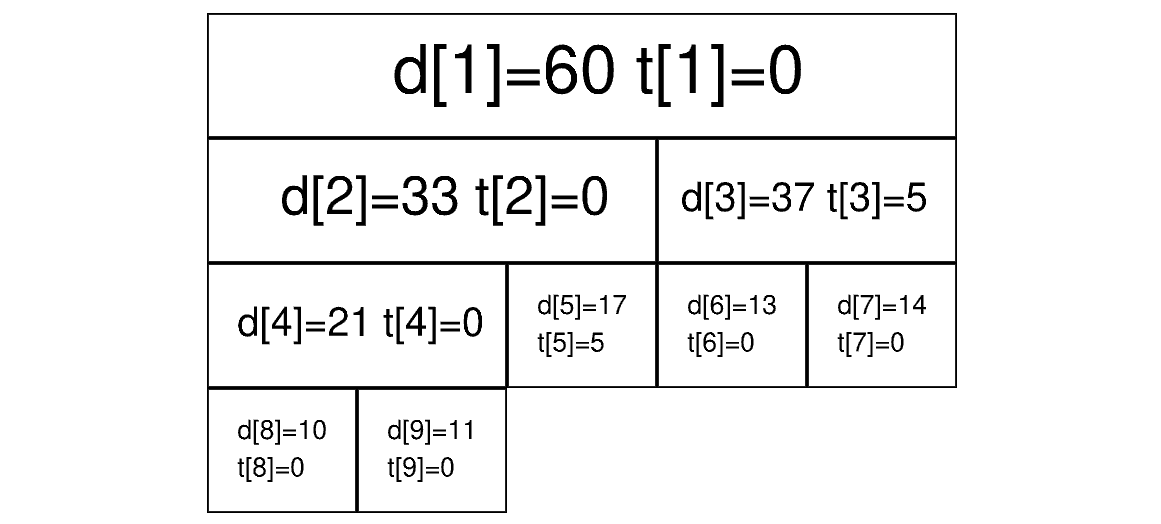 d[1]=60 t[1]=0
d[2]=33 t[2]=0
d[3]=37 t[3]=5
d[4]=21 t[4]=0
d[5]=17
t[5]=5
d[6]=13
t[6]=0
d[7]=14
t[7]=0
d[8]=10
t[8]=0
d[9]=11
t[9]=0